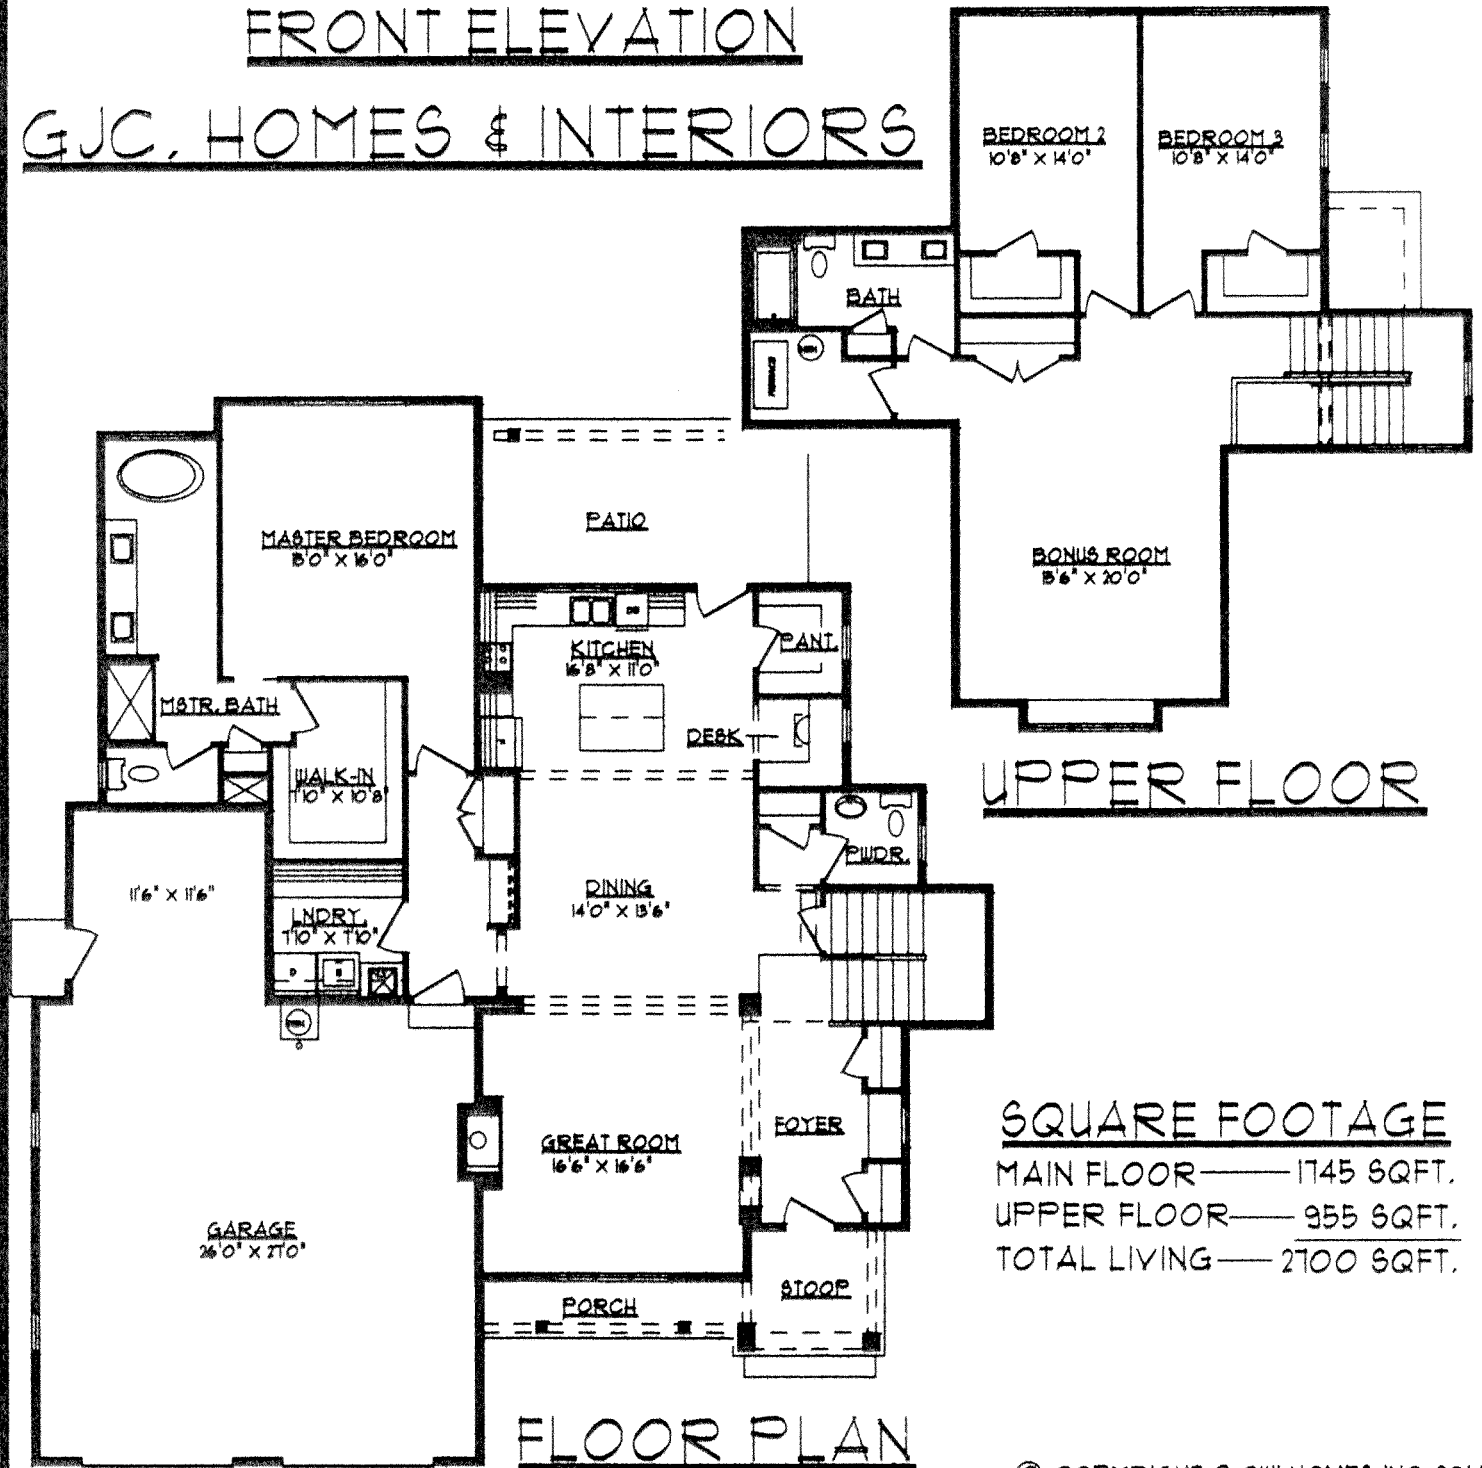 FRONT ELEVATION
GJC. HOMES & INTERIORS
BEDROOM 2
10'8" X 14'0"
BEDROOM 3
10'8" X 14'0"
BATH
BONUS ROOM
13'6" X 20'0"
UPPER FLOOR
MASTER BEDROOM
13'0" X 16'0"
PATIO
KITCHEN
16'8" X 11'0"
PANT.
DESK
MSTR. BATH
WALK-IN
7'10" X 10'8"
PWDR.
11'6" X 11'6"
DINING
14'0" X 13'6"
LNDRY.
7'10" X 7'10"
D
GREAT ROOM
16'6" X 16'6"
FOYER
GARAGE
26'0" X 27'0"
STOOP
PORCH
SQUARE FOOTAGE
MAIN FLOOR 1745 SQFT.
UPPER FLOOR 955 SQFT.
TOTAL LIVING 2700 SQFT.
FLOOR PLAN